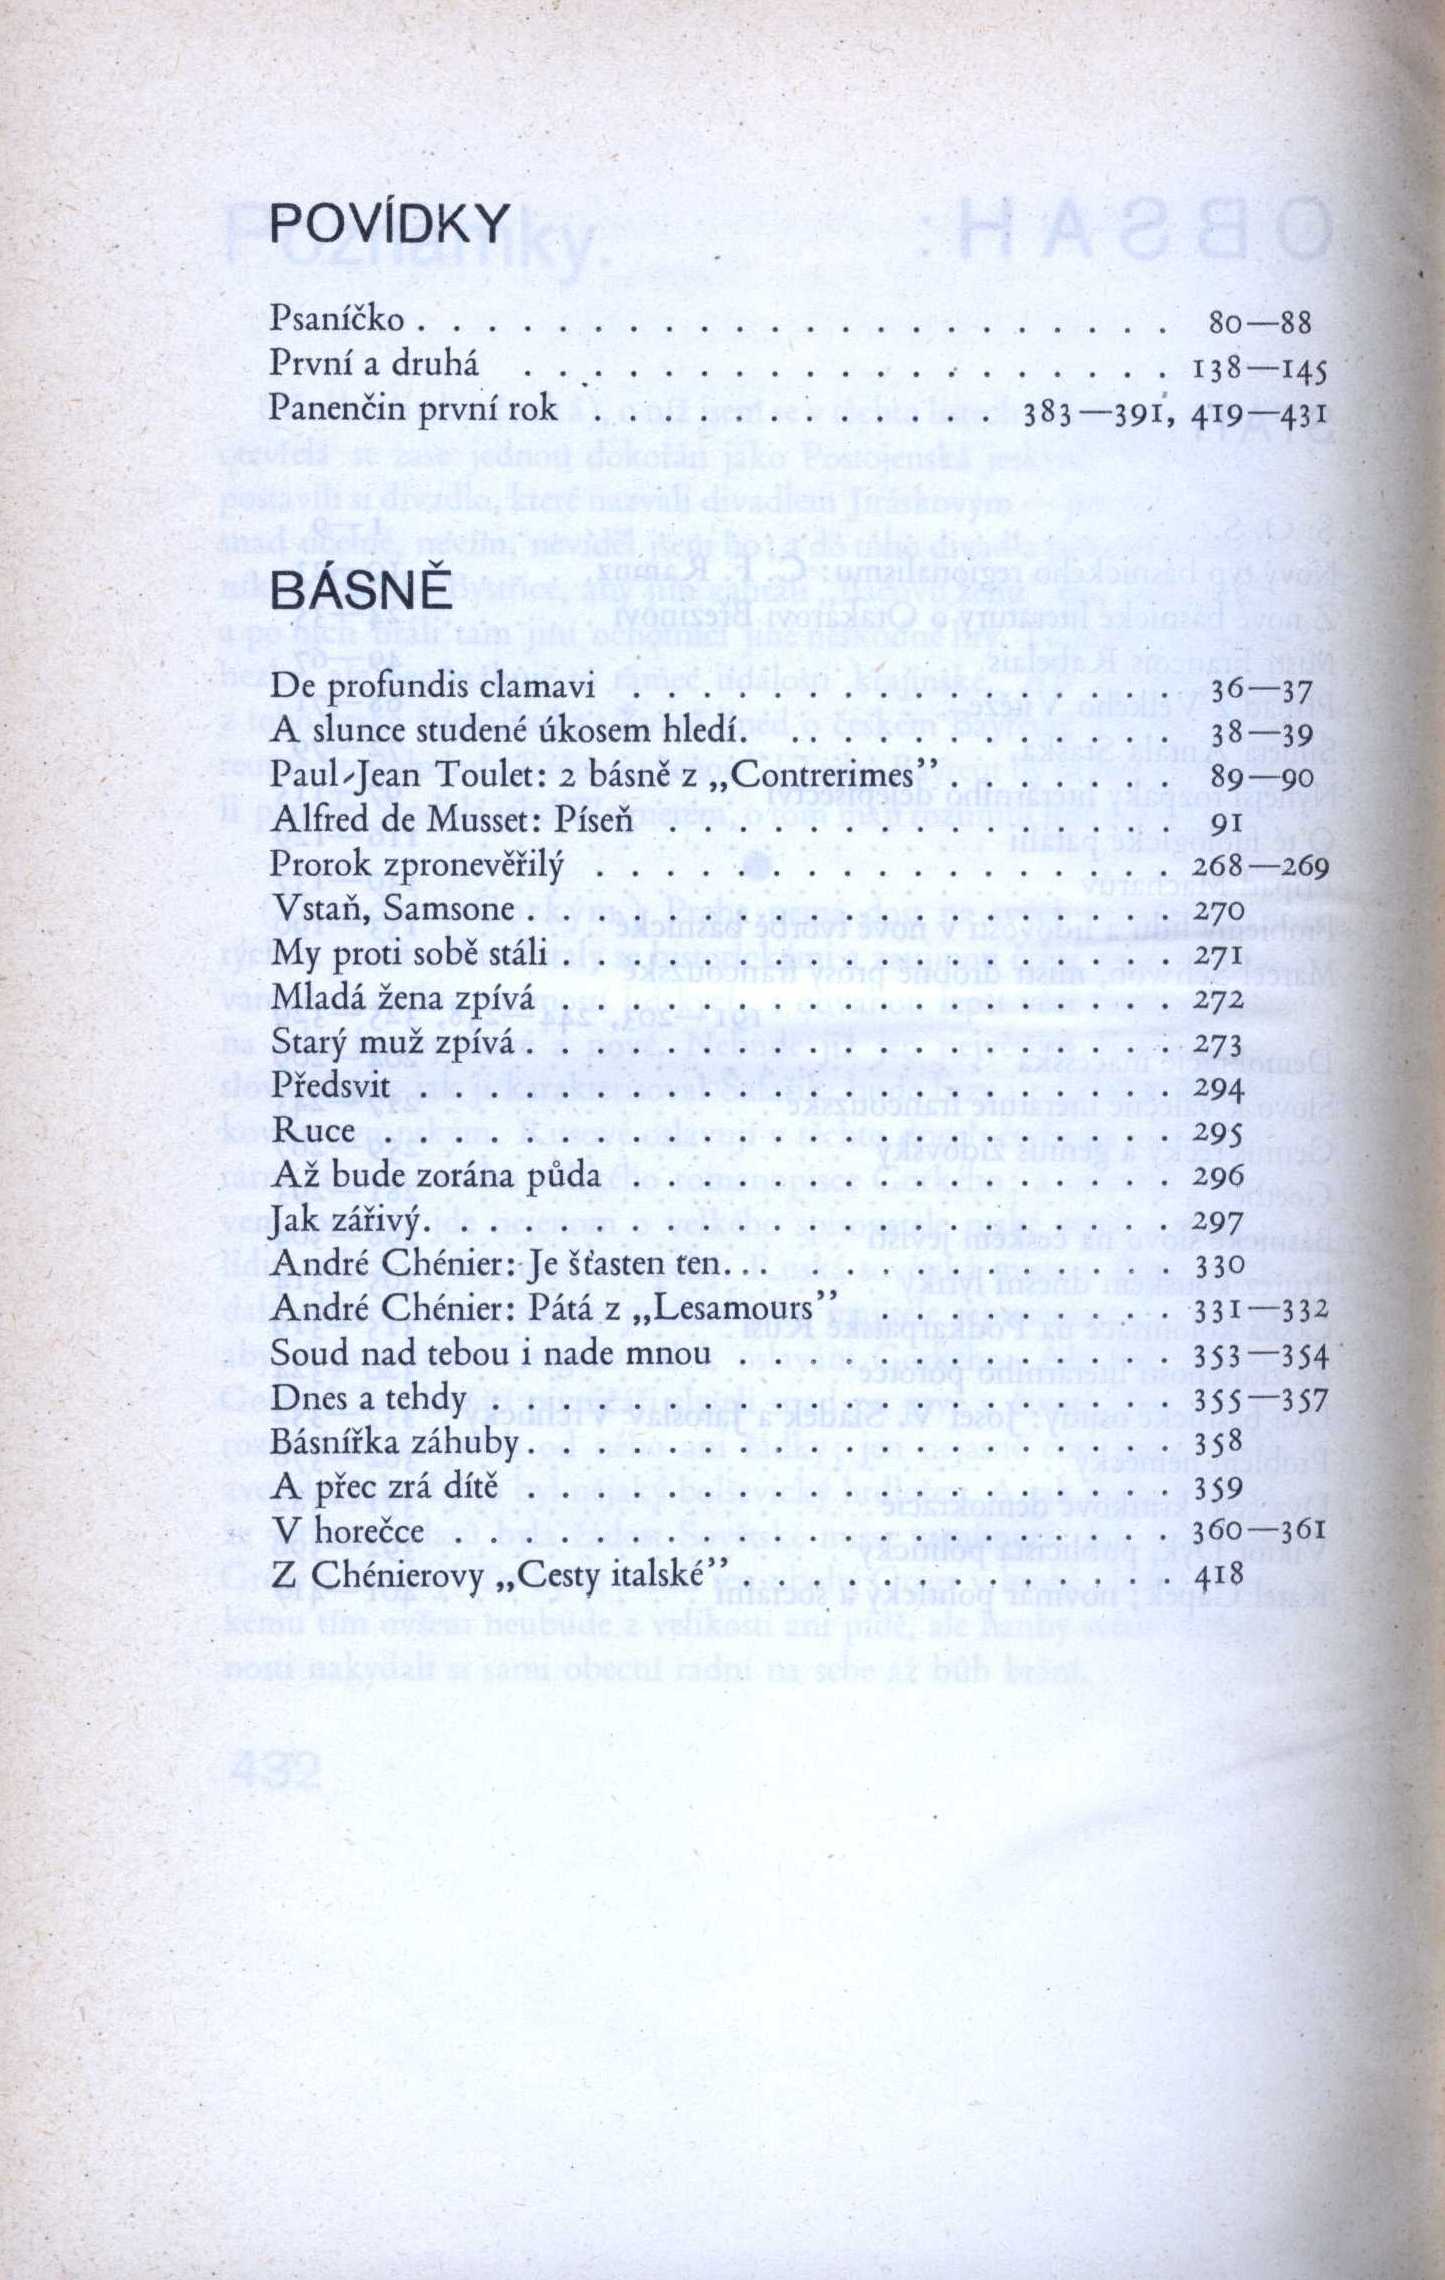 POVÍDKY
Psaníčko . . . . . . . . . . . . . . . . . . . . . . 80—88
První a druhá . . . . . . . . . . . . . . . . . . . 138—145
Panenčin první rok . . . . . . . . . . . . 383—391, 419—431
BÁSNĚ
De profundis clamavi . . . . . . . . . . . . . . . . 36—37
A slunce studené úkosem hledí. . . . . . . . . . . . . 38—39
Paul-Jean Toulet: 2 básně z „Contrerimes” . . . . . . . 89—90
Alfred de Musset: Píseň . . . . . . . . . . . . . . . 91
Prorok zpronevěřilý . . . . . . . . . . . . . . . . . 268—269
Vstaň, Samsone . . . . . . . . . . . . . . . . . . . 270
My proti sobě stáli . . . . . . . . . . . . . . . . . . 271
Mladá žena zpívá . . . . . . . . . . . . . . . . . . 272
Starý muž zpívá . . . . . . . . . . . . . . . . . . . 273
Předsvit . . . . . . . . . . . . . . . . . . . . . . 294
Ruce . . . . . . . . . . . . . . . . . . . . . . . 295
Až bude zorána půda . . . . . . . . . . . . . . . . 296
Jak zářivý. . . . . . . . . . . . . . . . . . . . . . 297
André Chénier: Je šťasten ten. . . . . . . . . . . . . . 330
André Chénier: Pátá z „Lesamours” . . . . . . . . . 331—332
Soud nad tebou i nade mnou . . . . . . . . . . . . . 353—354
Dnes a tehdy . . . . . . . . . . . . . . . . . . . . 355—357
Básnířka záhuby . . . . . . . . . . . . . . . . . . . 358
A přec zrá dítě . . . . . . . . . . . . . . . . . . . 359
V horečce . . . . . . . . . . . . . . . . . . . . . 360—361
Z Chénierovy „Cesty italské” . . . . . . . . . . . . . 418